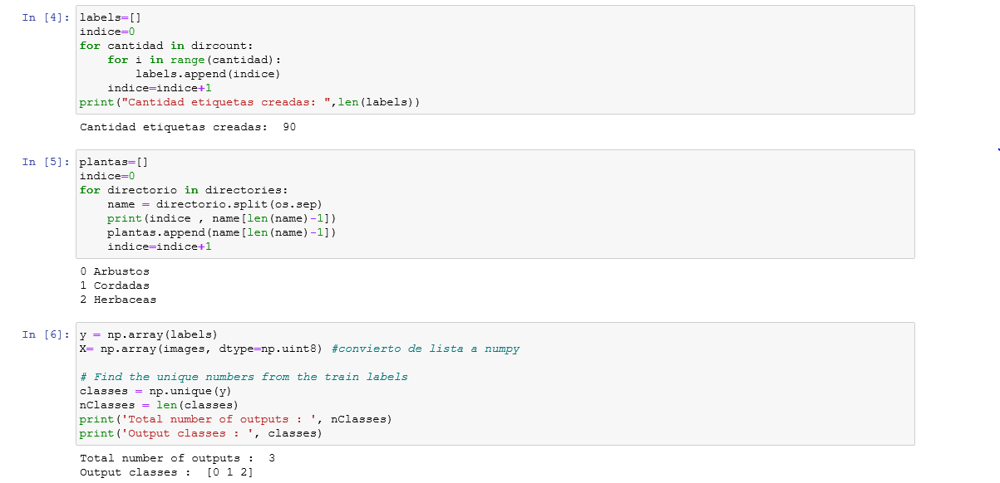 In [4]: labels=[]
indice=0
for cantidad in dircount:
    for i in range(cantidad):
        labels.append(indice)
    indice=indice+1
print("Cantidad etiquetas creadas: ",len(labels))
Cantidad etiquetas creadas:  90
In [5]: plantas=[]
indice=0
for directorio in directories:
    name = directorio.split(os.sep)
    print(indice , name[len(name)-1])
    plantas.append(name[len(name)-1])
    indice=indice+1
0 Arbustos
1 Cordadas
2 Herbaceas
In [6]: y = np.array(labels)
X= np.array(images, dtype=np.uint8) #convierto de lista a numpy
# Find the unique numbers from the train labels
classes = np.unique(y)
nClasses = len(classes)
print('Total number of outputs : ', nClasses)
print('Output classes : ', classes)
Total number of outputs :  3
Output classes :  [0 1 2]